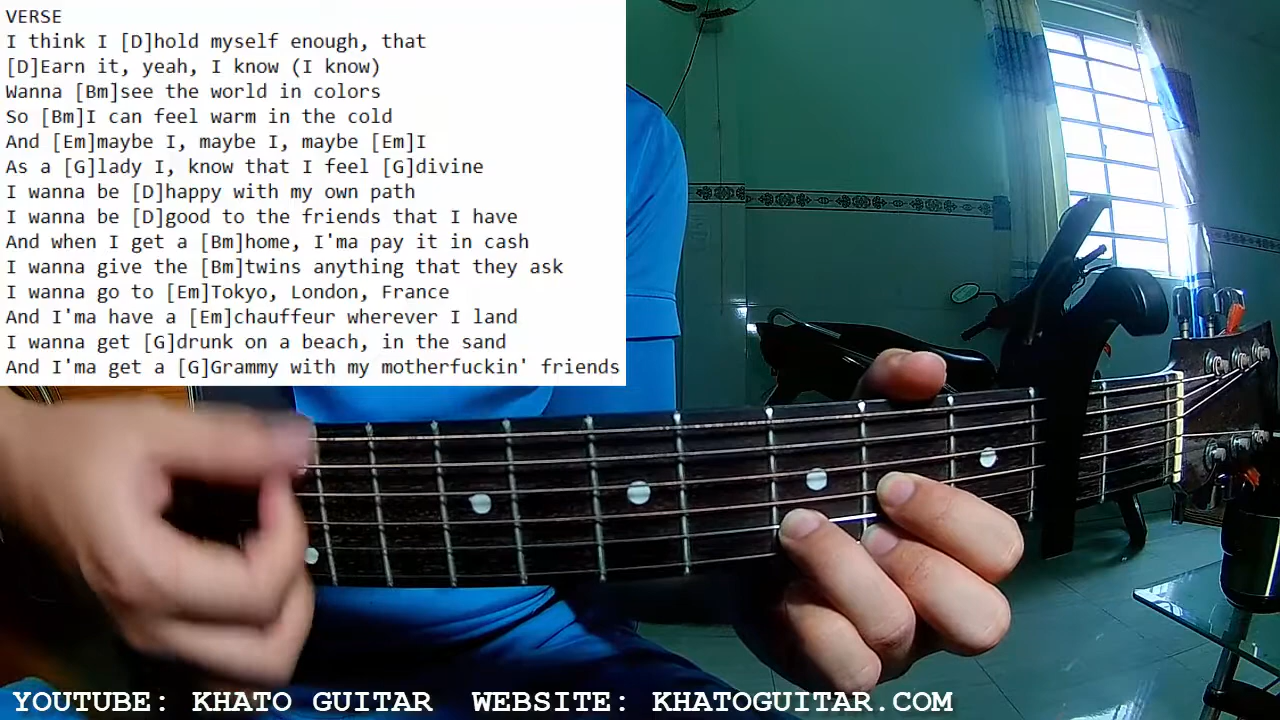 VERSE
I think I [D]hold myself enough, that
[D]Earn it, yeah, I know (I know)
Wanna [Bm]see the world in colors
So [Bm]I can feel warm in the cold
And [Em]maybe I, maybe I, maybe [Em]I
As a [G]lady I, know that I feel [G]divine
I wanna be [D]happy with my own path
I wanna be [D]good to the friends that I have
And when I get a [Bm]home, I'ma pay it in cash
I wanna give the [Bm]twins anything that they ask
I wanna go to [Em]Tokyo, London, France
And I'ma have a [Em]chauffeur wherever I land
I wanna get [G]drunk on a beach, in the sand
And I'ma get a [G]Grammy with my motherfuckin' friends
YOUTUBE: KHATO GUITAR WEBSITE: KHATOGUITAR.COM